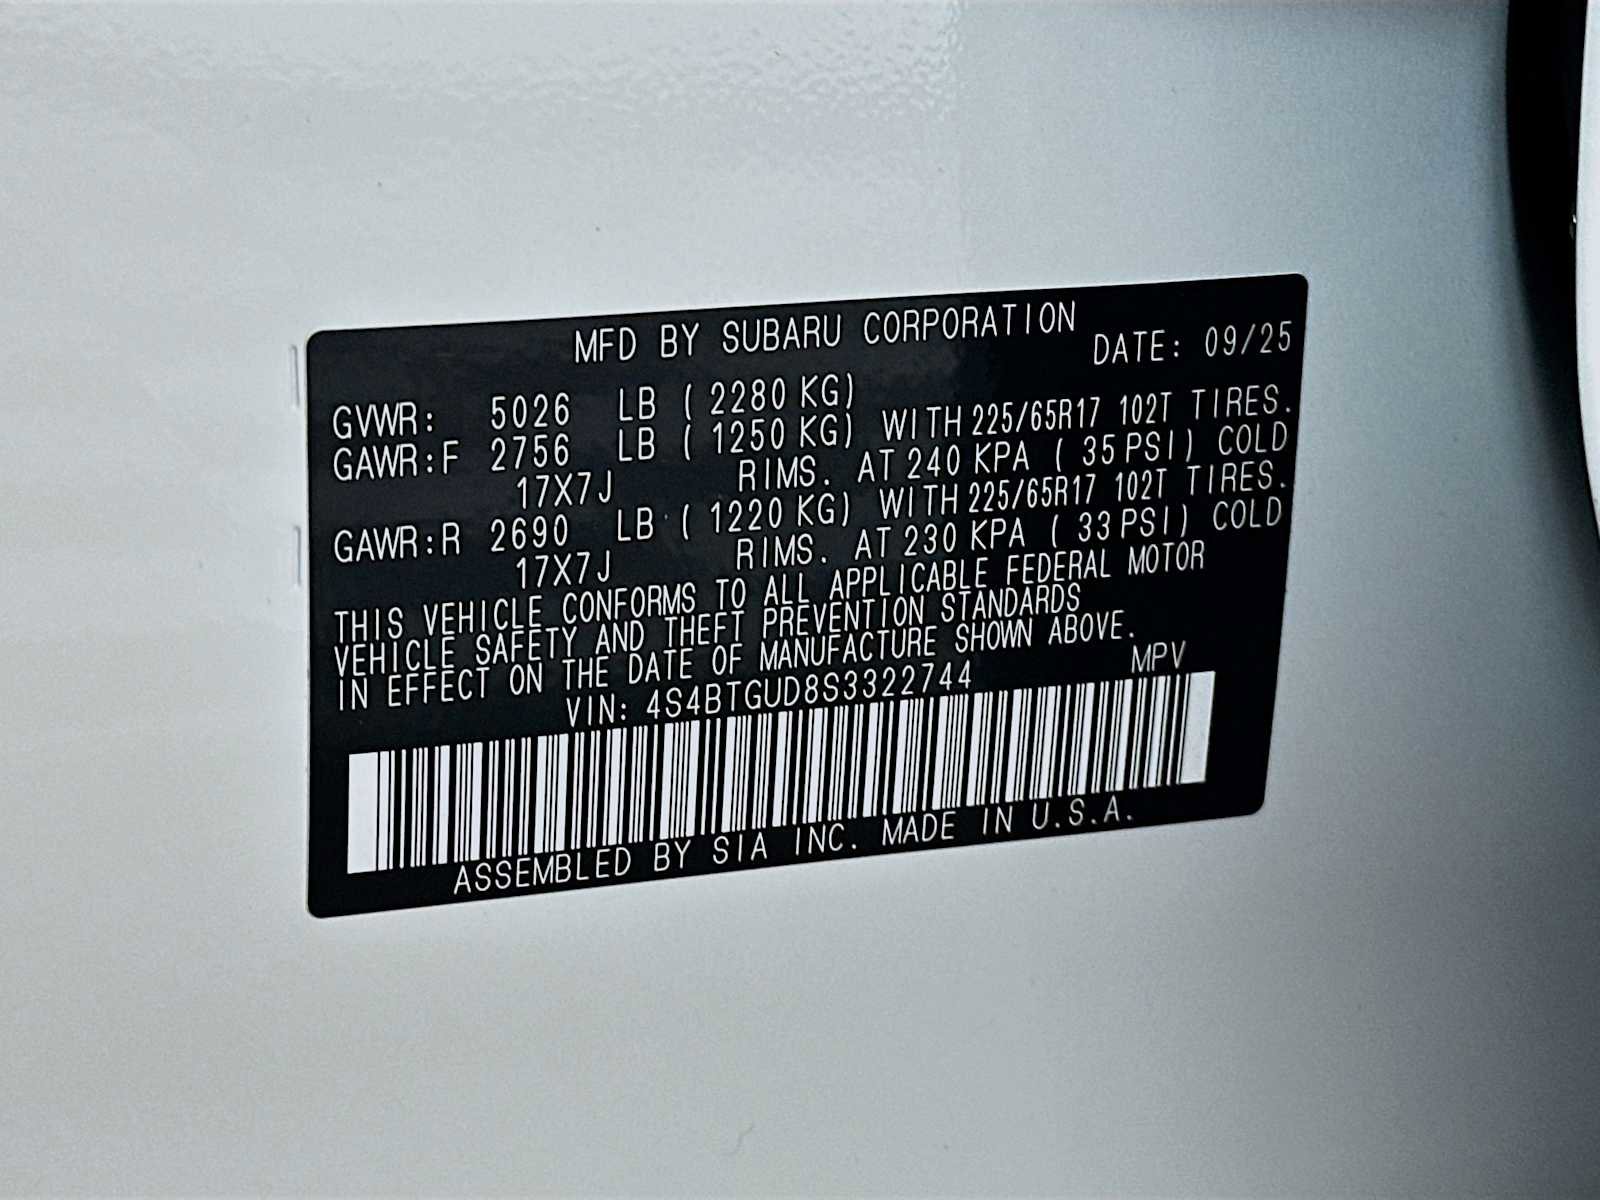 MFD BY SUBARU CORPORATION
DATE: 09/25
GVWR: 5026 LB ( 2280 KG)
GAWR:F 2756 LB ( 1250 KG) WITH 225/65R17 102T TIRES.
17X7J RIMS. AT 240 KPA ( 35 PSI) COLD
GAWR:R 2690 LB ( 1220 KG) WITH 225/65R17 102T TIRES.
17X7J RIMS. AT 230 KPA ( 33 PSI) COLD
THIS VEHICLE CONFORMS TO ALL APPLICABLE FEDERAL MOTOR
VEHICLE SAFETY AND THEFT PREVENTION STANDARDS
IN EFFECT ON THE DATE OF MANUFACTURE SHOWN ABOVE.
VIN: 4S4BTGUD8S3322744 MPV
ASSEMBLED BY SIA INC. MADE IN U.S.A.